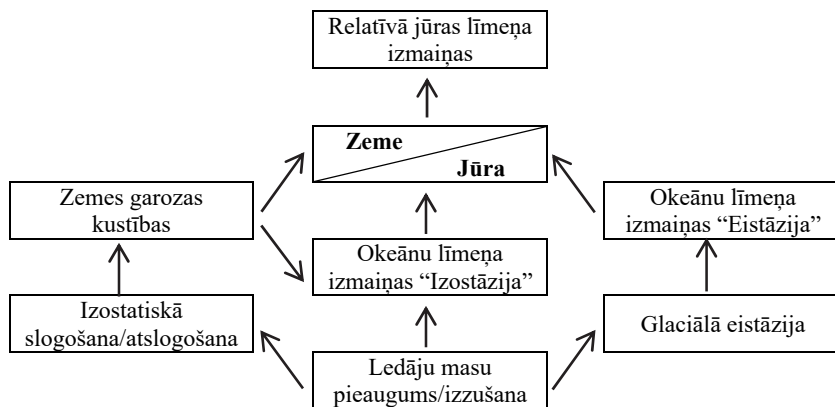 Relatīvā jūras līmeņa
izmaiņas
Zeme
Jūra
Zemes garozas
kustības
Okeānu līmeņa
izmaiņas “Eistāzija”
Okeānu līmeņa
izmaiņas “Izostāzija”
Izostatiskā
slogošana/atslogošana
Glaciālā eistāzija
Ledāju masu
pieaugums/izzušana